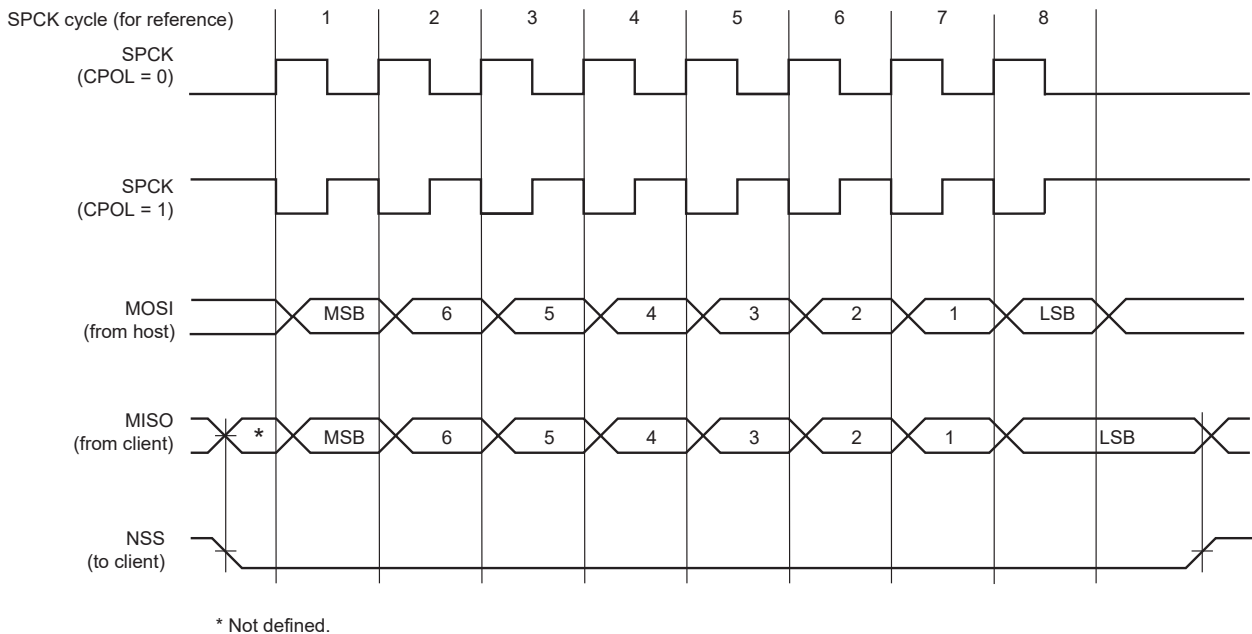 SPCK cycle (for reference) 1 2 3 4 5 6 7 8
SPCK
(CPOL = 0)
SPCK
(CPOL = 1)
MOSI
(from host)
MSB 6 5 4 3 2 1 LSB
MISO
(from client)
* MSB 6 5 4 3 2 1 LSB
NSS
(to client)
* Not defined.